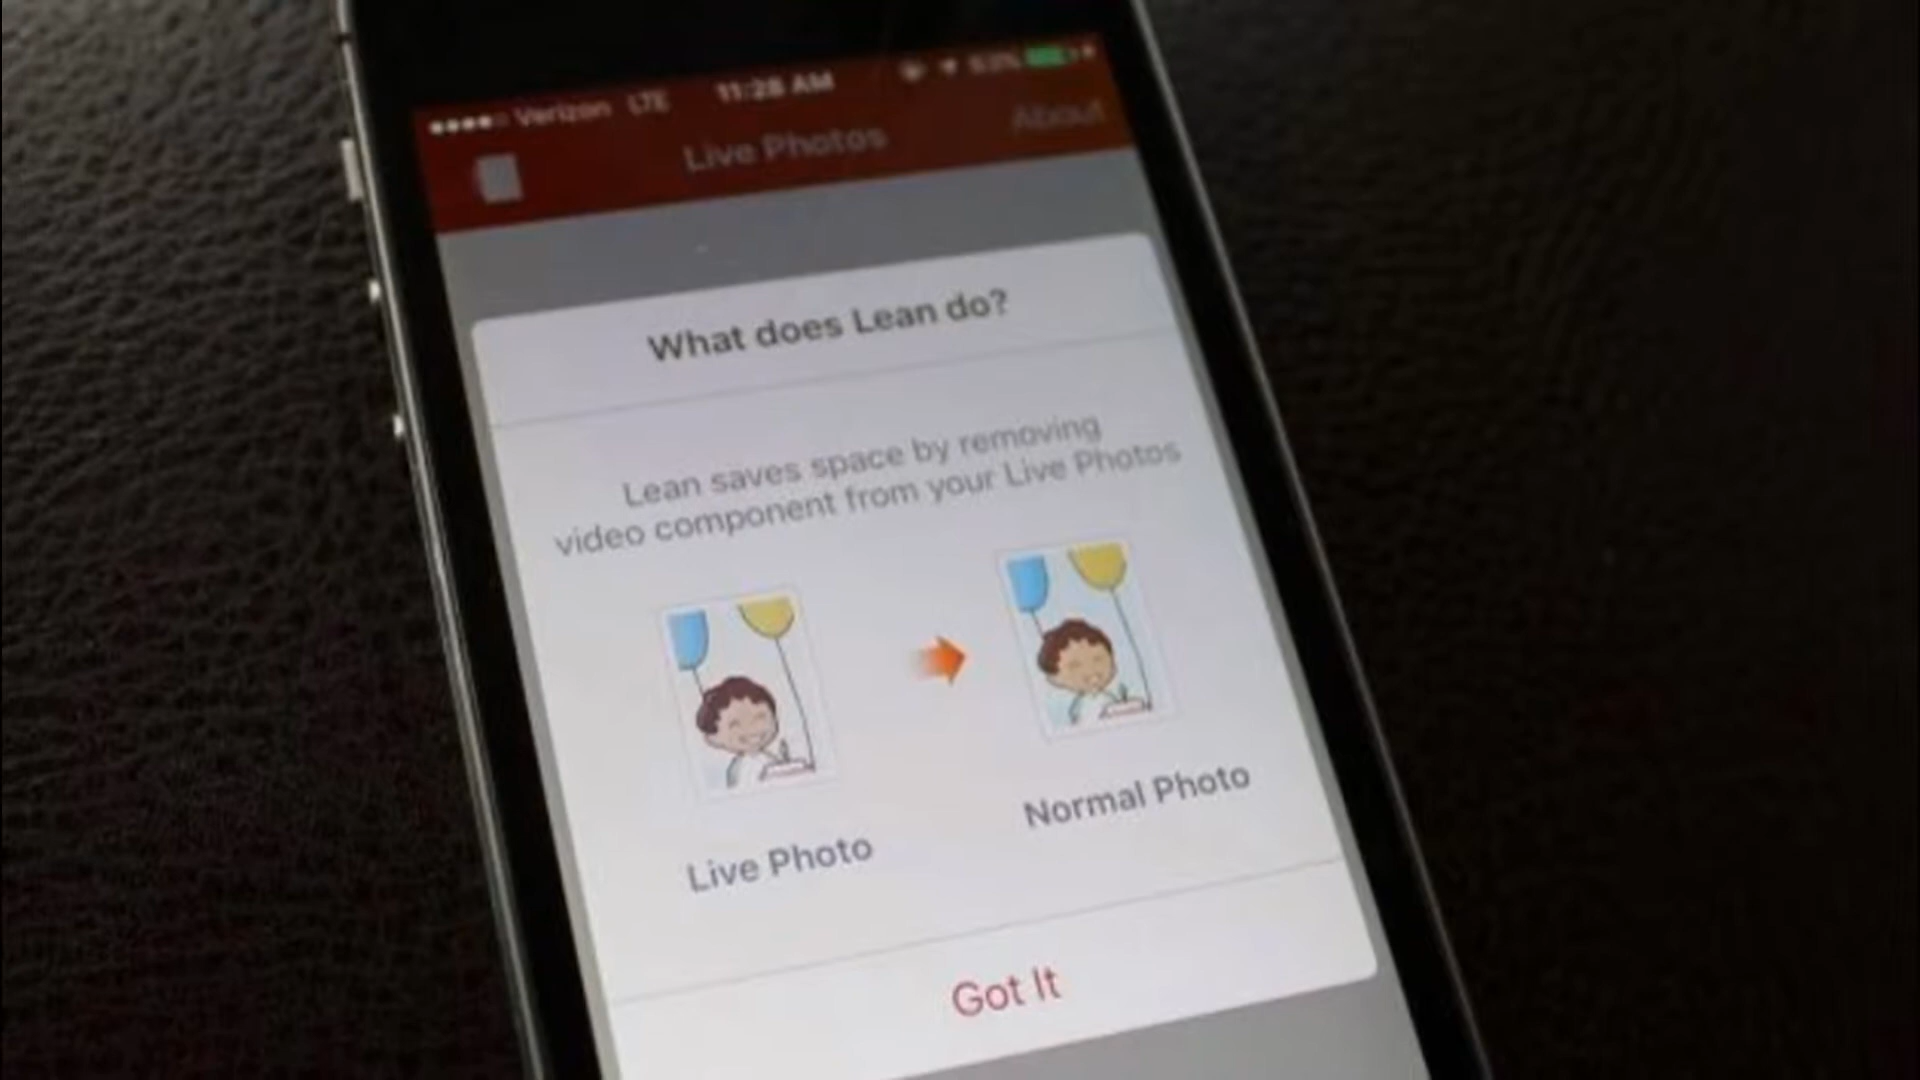 Verizon LTE 11:28 AM
Live Photos About
What does Lean do?
Lean saves space by removing
video component from your Live Photos
Live Photo
Normal Photo
Got It